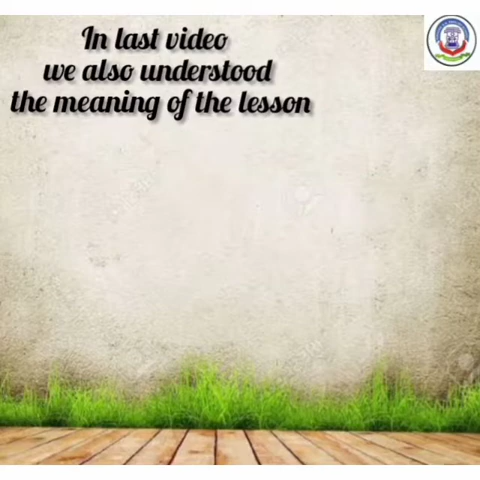 In last video
we also understood
the meaning of the lesson